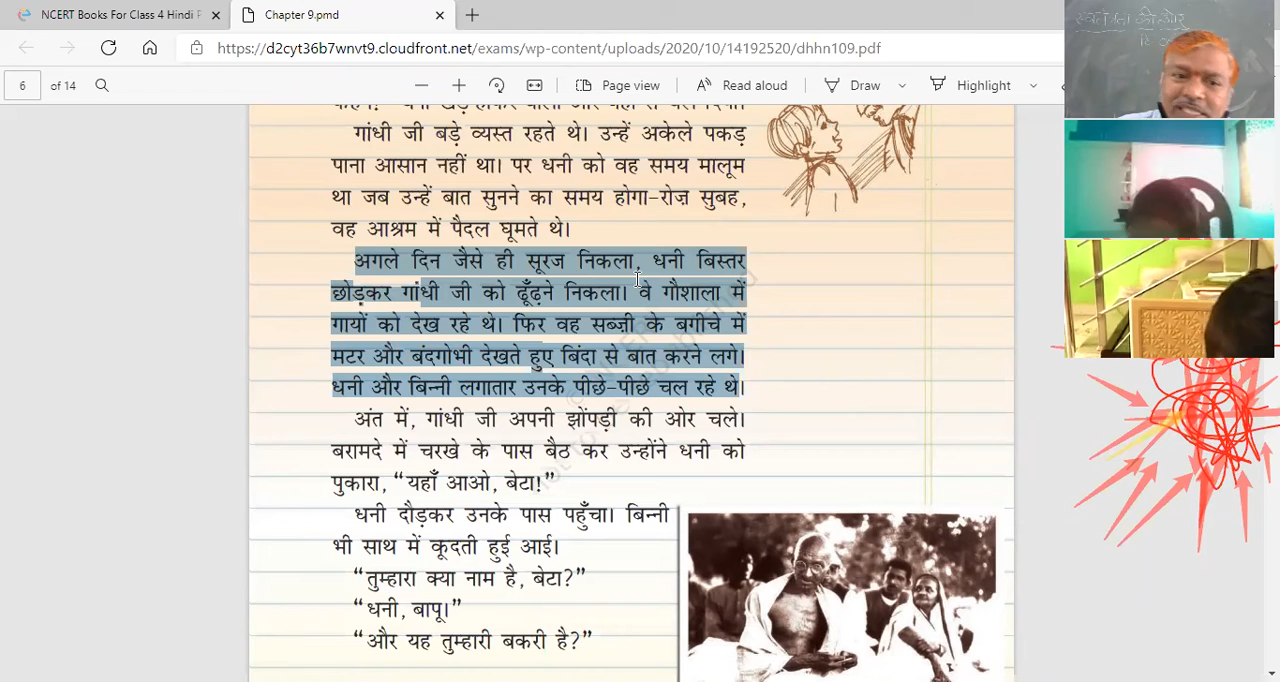 NCERT Books For Class 4 Hindi P
Chapter 9.pmd
https://d2cyt36b7wnvt9.cloudfront.net/exams/wp-content/uploads/2020/10/14192520/dhhn109.pdf
6 of 14
Page view
Read aloud
Draw
Highlight
गांधी जी बड़े व्यस्त रहते थे। उन्हें अकेले पकड़
पाना आसान नहीं था। पर धनी को वह समय मालूम
था जब उन्हें बात सुनने का समय होगा-रोज़ सुबह,
वह आश्रम में पैदल घूमते थे।
अगले दिन जैसे ही सूरज निकला, धनी बिस्तर
छोड़कर गांधी जी को ढूँढ़ने निकला। वे गौशाला में
गायों को देख रहे थे। फिर वह सब्ज़ी के बगीचे में
मटर और बंदगोभी देखते हुए बिंदा से बात करने लगे।
धनी और बिन्नी लगातार उनके पीछे-पीछे चल रहे थे।
अंत में, गांधी जी अपनी झोंपड़ी की ओर चले।
बरामदे में चरखे के पास बैठ कर उन्होंने धनी को
पुकारा, “यहाँ आओ, बेटा!”
धनी दौड़कर उनके पास पहुँचा। बिन्नी
भी साथ में कूदती हुई आई।
“तुम्हारा क्या नाम है, बेटा?”
“धनी, बापू।”
“और यह तुम्हारी बकरी है?”